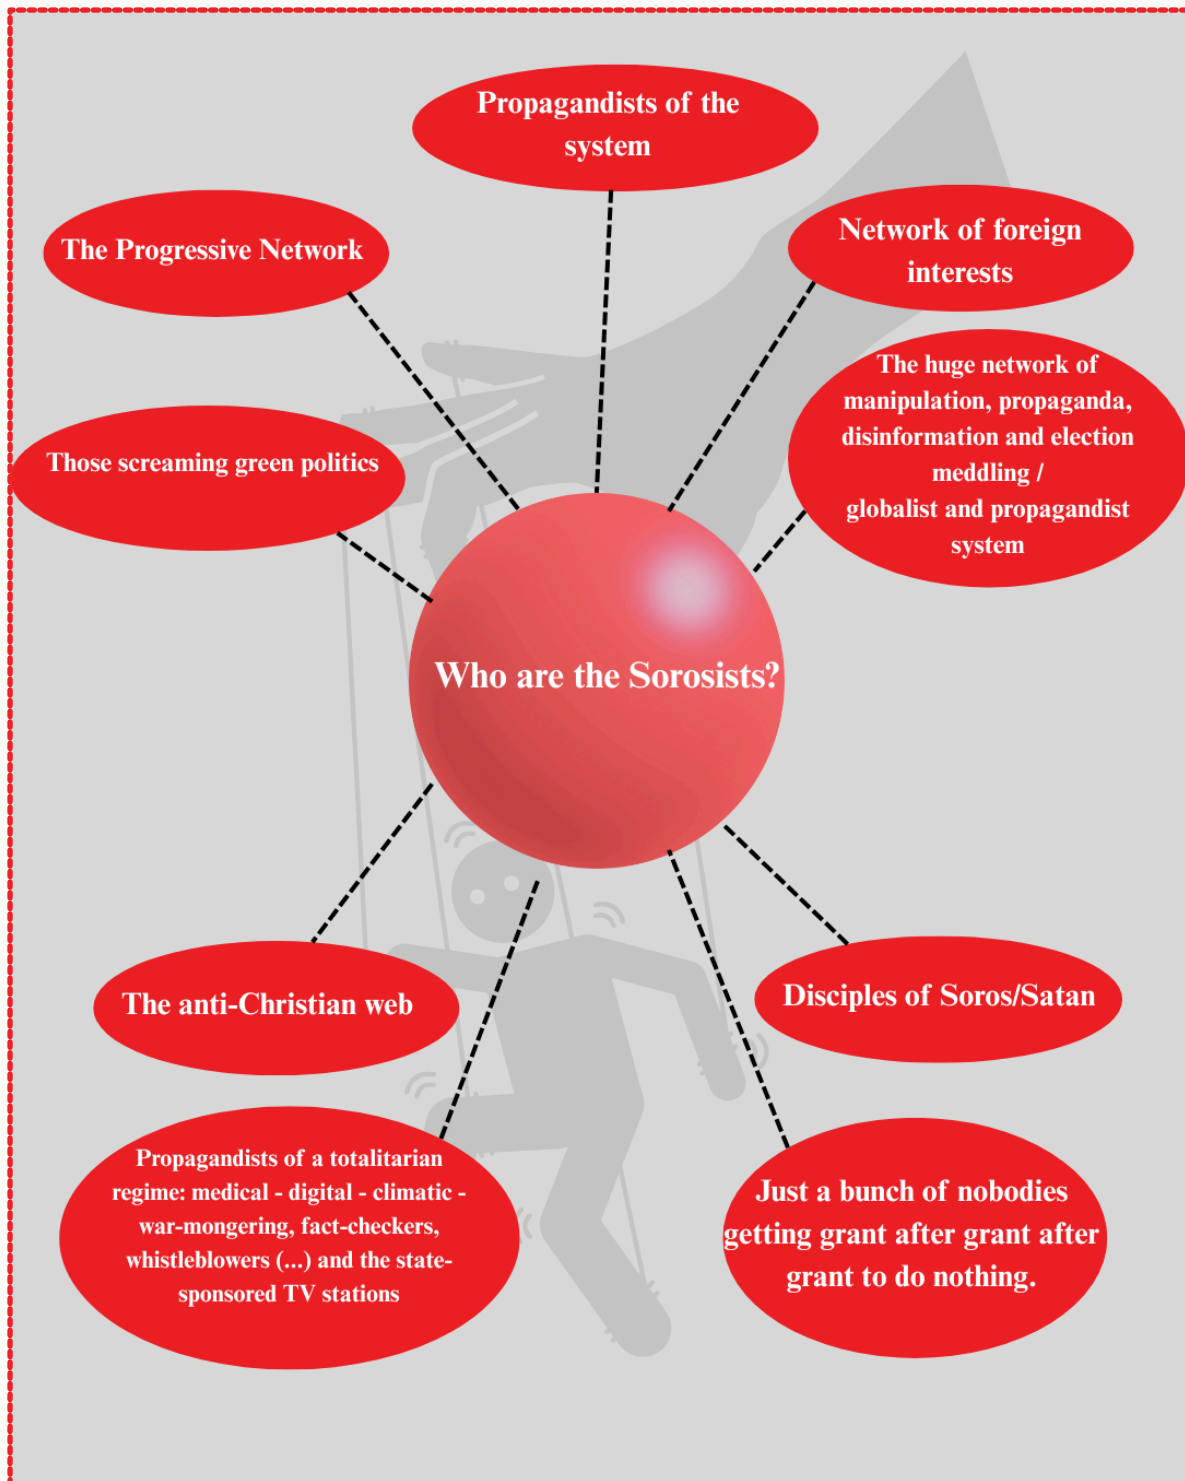 Propagandists of the
system
The Progressive Network
Network of foreign
interests
The huge network of
manipulation, propaganda,
disinformation and election
meddling /
globalist and propagandist
system
Those screaming green politics
Who are the Sorosists?
The anti-Christian web
Disciples of Soros/Satan
Propagandists of a totalitarian
regime: medical - digital - climatic -
war-mongering, fact-checkers,
whistleblowers (...) and the state-
sponsored TV stations
Just a bunch of nobodies
getting grant after grant after
grant to do nothing.